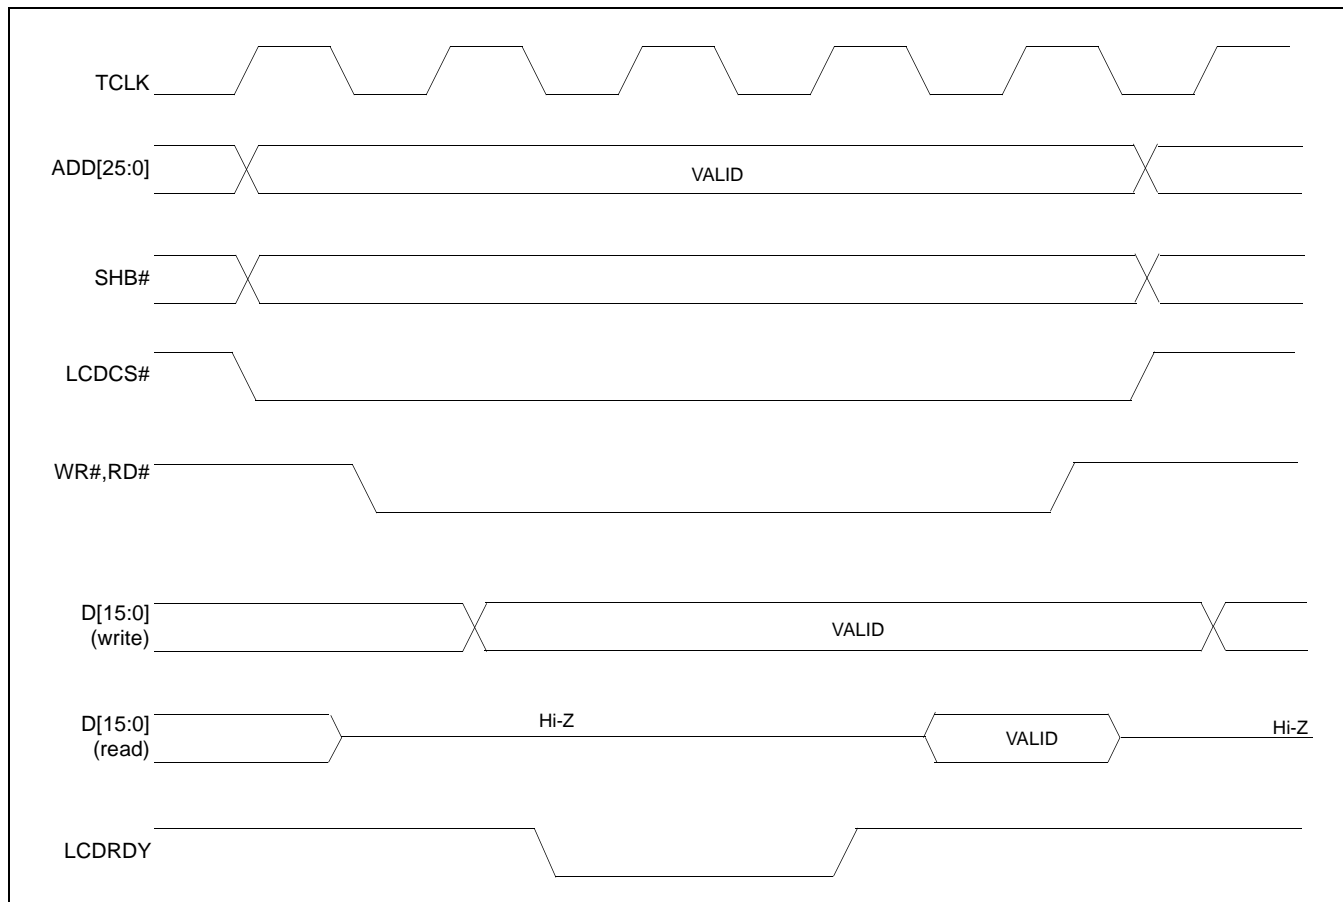 TCLK
ADD[25:0]
VALID
SHB#
LCDCS#
WR#,RD#
D[15:0]
(write)
VALID
D[15:0]
(read)
Hi-Z
VALID
Hi-Z
LCDRDY